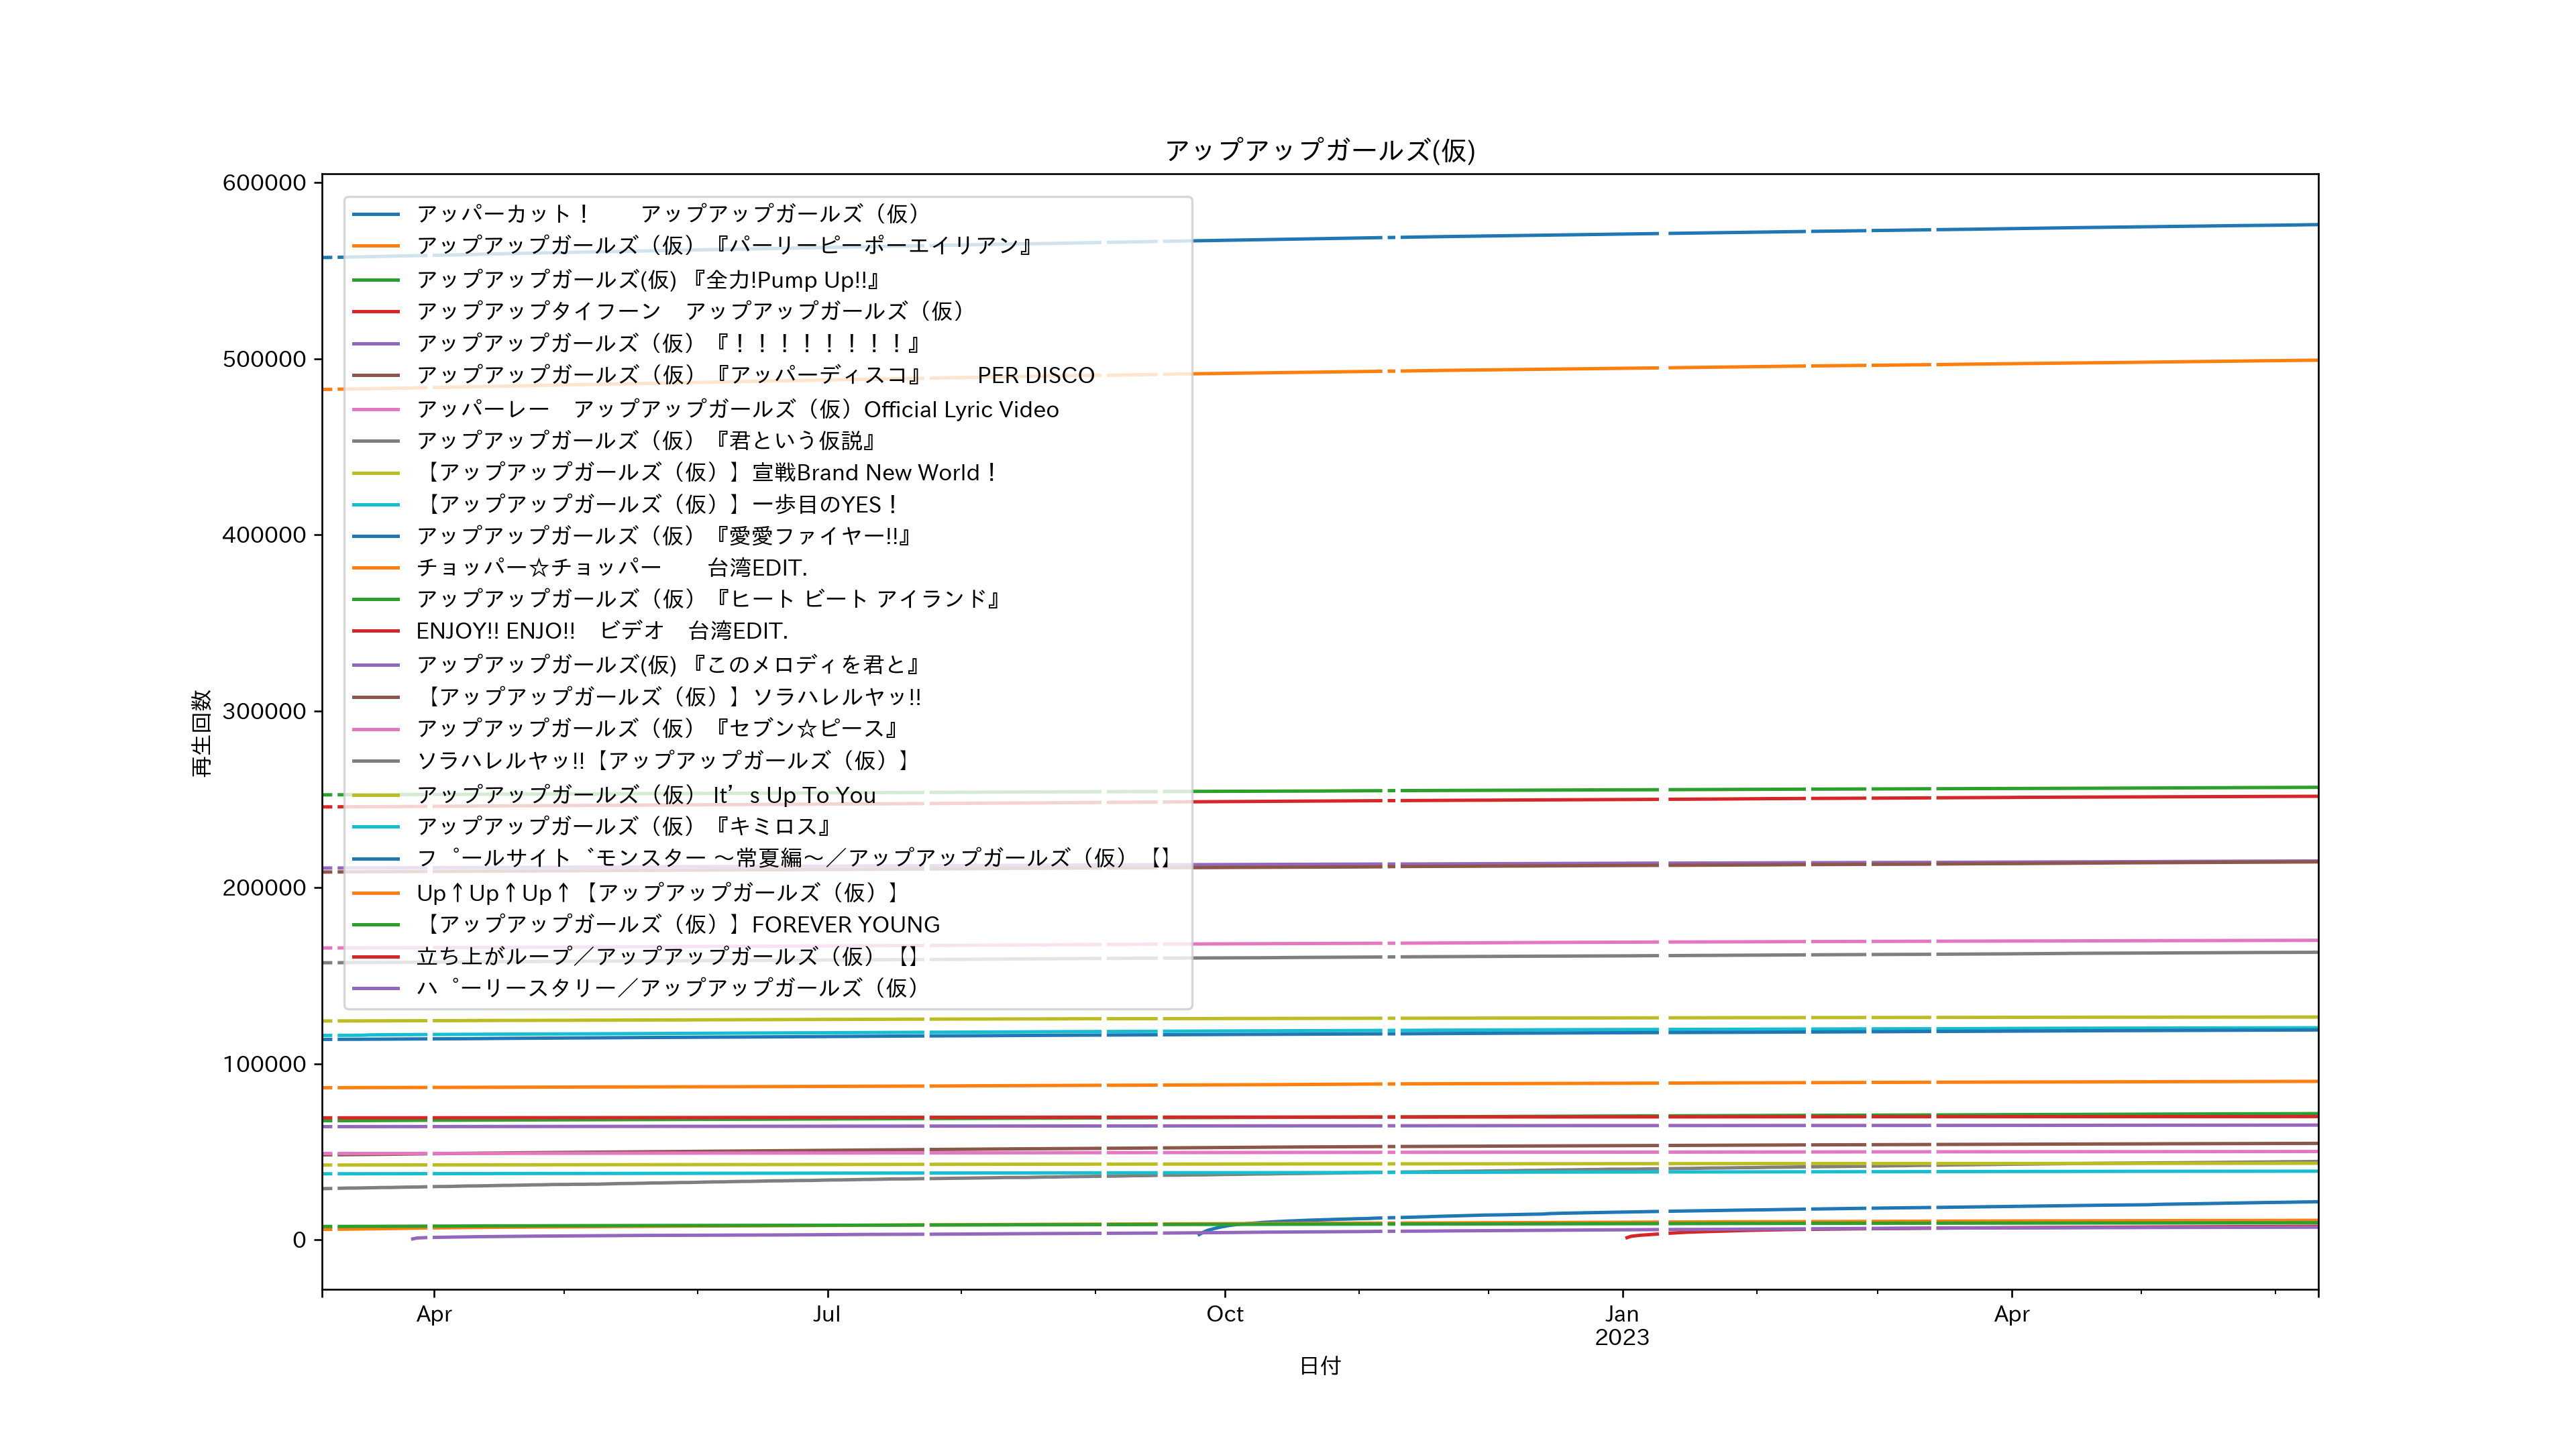 アップアップガールズ(仮)
600000
500000
400000
300000
200000
100000
0
再生回数
アッパーカット！　　アップアップガールズ（仮）
アップアップガールズ（仮）『パーリーピーポーエイリアン』
アップアップガールズ(仮) 『全力!Pump Up!!』
アップアップタイフーン　アップアップガールズ（仮）
アップアップガールズ（仮）『！！！！！！！！』
アップアップガールズ（仮）『アッパーディスコ』　　PER DISCO
アッパーレー　アップアップガールズ（仮）Official Lyric Video
アップアップガールズ（仮）『君という仮説』
【アップアップガールズ（仮）】宣戦Brand New World！
【アップアップガールズ（仮）】一歩目のYES！
アップアップガールズ（仮）『愛愛ファイヤー!!』
チョッパー☆チョッパー　　台湾EDIT.
アップアップガールズ（仮）『ヒート ビート アイランド』
ENJOY!! ENJO!!　ビデオ　台湾EDIT.
アップアップガールズ(仮) 『このメロディを君と』
【アップアップガールズ（仮）】ソラハレルヤッ!!
アップアップガールズ（仮）『セブン☆ピース』
ソラハレルヤッ!!【アップアップガールズ（仮）】
アップアップガールズ（仮） It’s Up To You
アップアップガールズ（仮）『キミロス』
フ゜ールサイト゛モンスター ～常夏編～／アップアップガールズ（仮）【】
Up↑Up↑Up↑【アップアップガールズ（仮）】
【アップアップガールズ（仮）】FOREVER YOUNG
立ち上がループ／アップアップガールズ（仮）【】
ハ゜ーリースタリー／アップアップガールズ（仮）
Apr
Jul
Oct
Jan
2023
Apr
日付